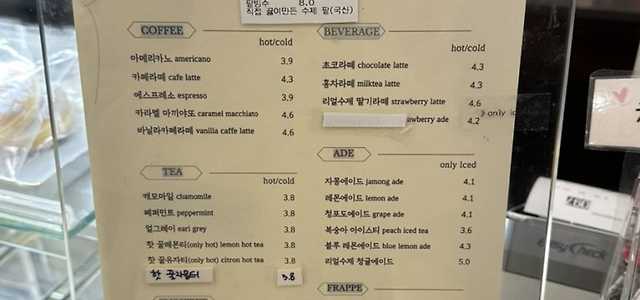 팥빙수 8.0
직접 끓여만든 수제 팥(국산)
COFFEE
hot/cold
아메리카노 americano 3.9
카페라떼 cafe latte 4.3
에스프레소 espresso 3.9
카라멜 마끼야또 caramel macchiato 4.6
바닐라카페라떼 vanilla caffe latte 4.6
TEA
hot/cold
캐모마일 chamomile 3.8
페퍼민트 peppermint 3.8
얼그레이 earl grey 3.8
핫 꿀레몬티(only hot) lemon hot tea 3.8
핫 꿀유자티(only hot) citron hot tea 3.8
3.8
BEVERAGE
hot/cold
초코라떼 chocolate latte 4.3
홍차라떼 milktea latte 4.3
리얼수제 딸기라떼 strawberry latte 4.6
awberry ade 4.2
only ic
ADE
only iced
자몽에이드 jamong ade 4.1
레몬에이드 lemon ade 4.1
청포도에이드 grape ade 4.1
복숭아 아이스티 peach iced tea 3.6
블루 레몬에이드 blue lemon ade 4.3
리얼수제 청귤에이드 5.0
FRAPPE